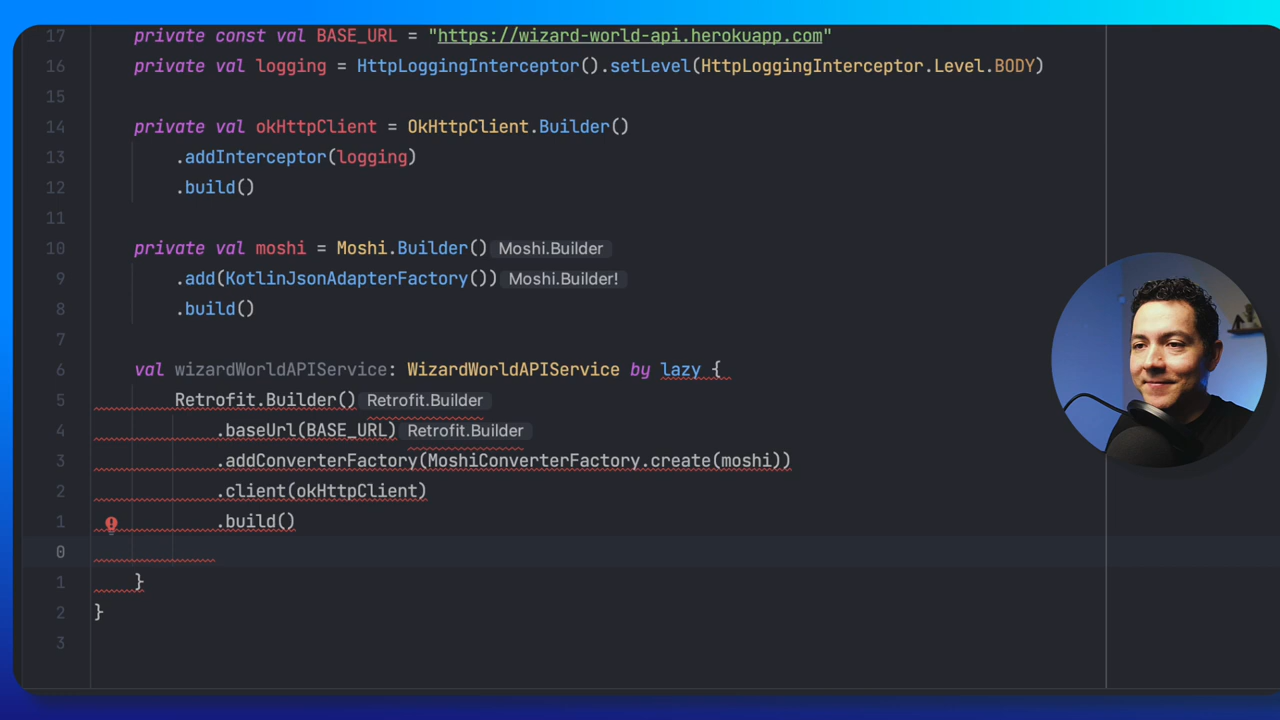 17 private const val BASE_URL = "https://wizard-world-api.herokuapp.com"
16 private val logging = HttpLoggingInterceptor().setLevel(HttpLoggingInterceptor.Level.BODY)
15
14 private val okHttpClient = OkHttpClient.Builder()
13 .addInterceptor(logging)
12 .build()
11
10 private val moshi = Moshi.Builder() Moshi.Builder
9 .add(KotlinJsonAdapterFactory()) Moshi.Builder!
8 .build()
7
6 val wizardWorldAPIService: WizardWorldAPIService by lazy {
5 Retrofit.Builder() Retrofit.Builder
4 .baseUrl(BASE_URL) Retrofit.Builder
3 .addConverterFactory(MoshiConverterFactory.create(moshi))
2 .client(okHttpClient)
1 .build()
0
1 }
2 }
3